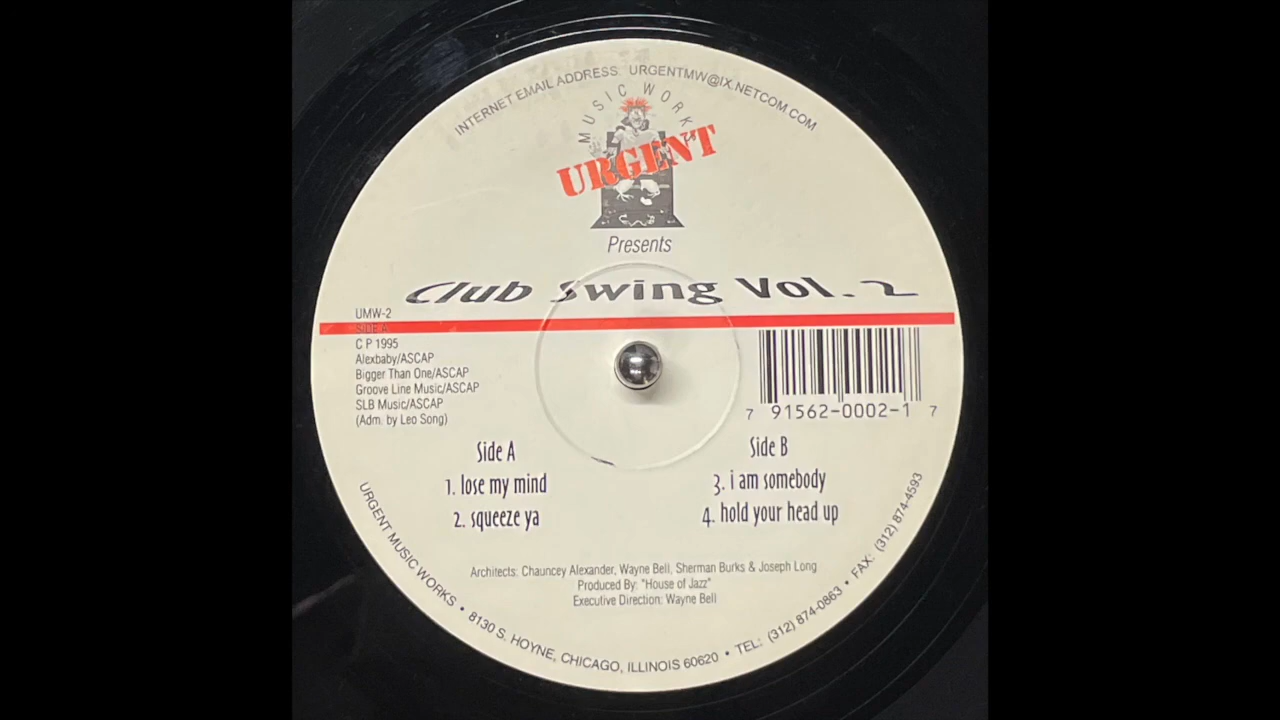 INTERNET EMAIL ADDRESS: URGENTMW@IX.NETCOM.COM
MUSIC WORKS
URGENT
Presents
Club Swing Vol. 2
UMW-2
SIDE A
C P 1995
Alexbaby/ASCAP
Bigger Than One/ASCAP
Groove Line Music/ASCAP
SLB Music/ASCAP
(Adm. by Leo Song)
7 91562-0002-1 7
Side A
1. lose my mind
2. squeeze ya
Side B
3. i am somebody
4. hold your head up
Architects: Chauncey Alexander, Wayne Bell, Sherman Burks & Joseph Long
Produced By: "House of Jazz"
Executive Direction: Wayne Bell
URGENT MUSIC WORKS • 8130 S. HOYNE, CHICAGO, ILLINOIS 60620 • TEL: (312) 874-0863 • FAX: (312) 874-4593